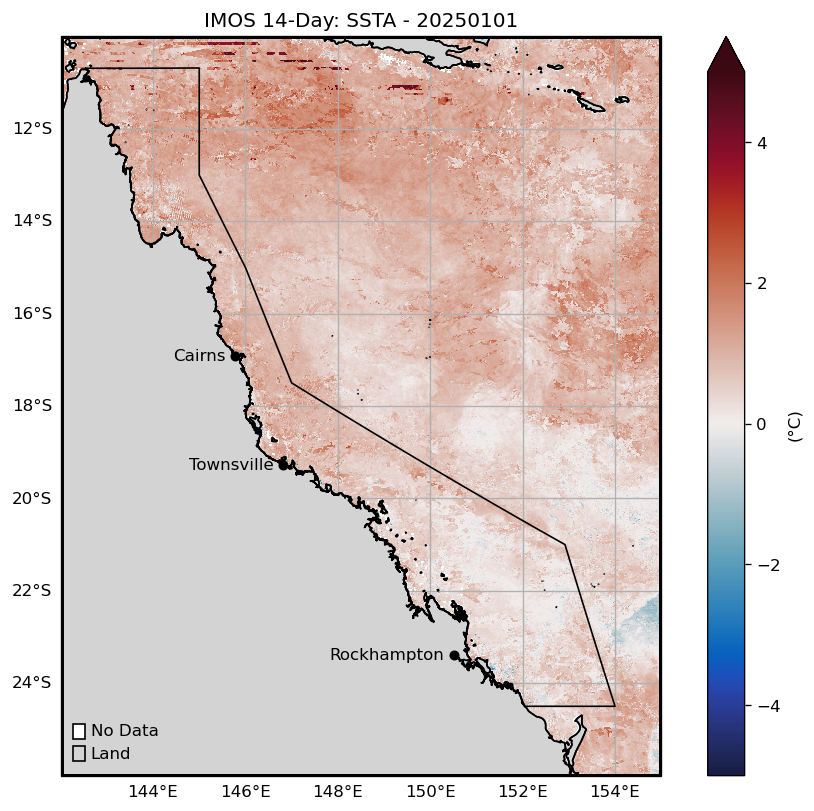 IMOS 14-Day: SSTA - 20250101
12°S
14°S
16°S
18°S
20°S
22°S
24°S
Cairns
Townsville
Rockhampton
No Data
Land
144°E 146°E 148°E 150°E 152°E 154°E
4
2
0
−2
−4
(°C)